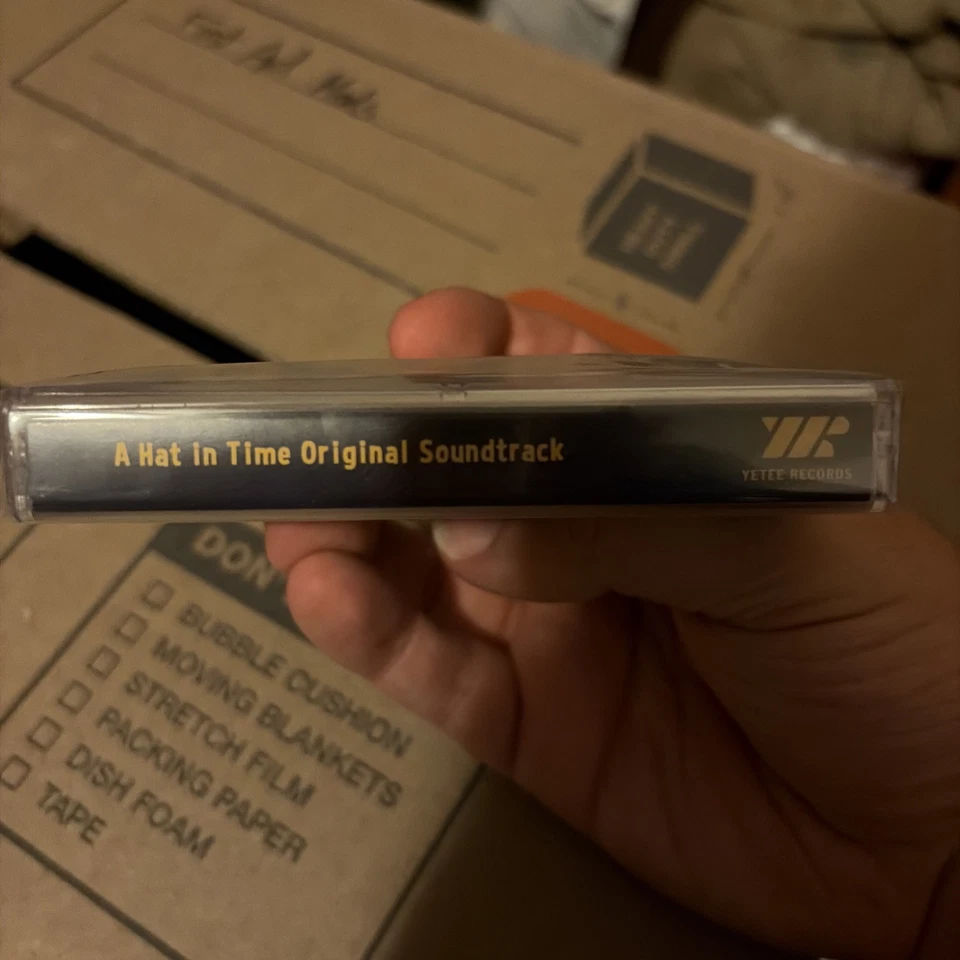 A Hat in Time Original Soundtrack
YR
YETEE RECORDS
DON'
BUBBLE CUSHION
MOVING BLANKETS
STRETCH FILM
PACKING PAPER
DISH FOAM
TAPE